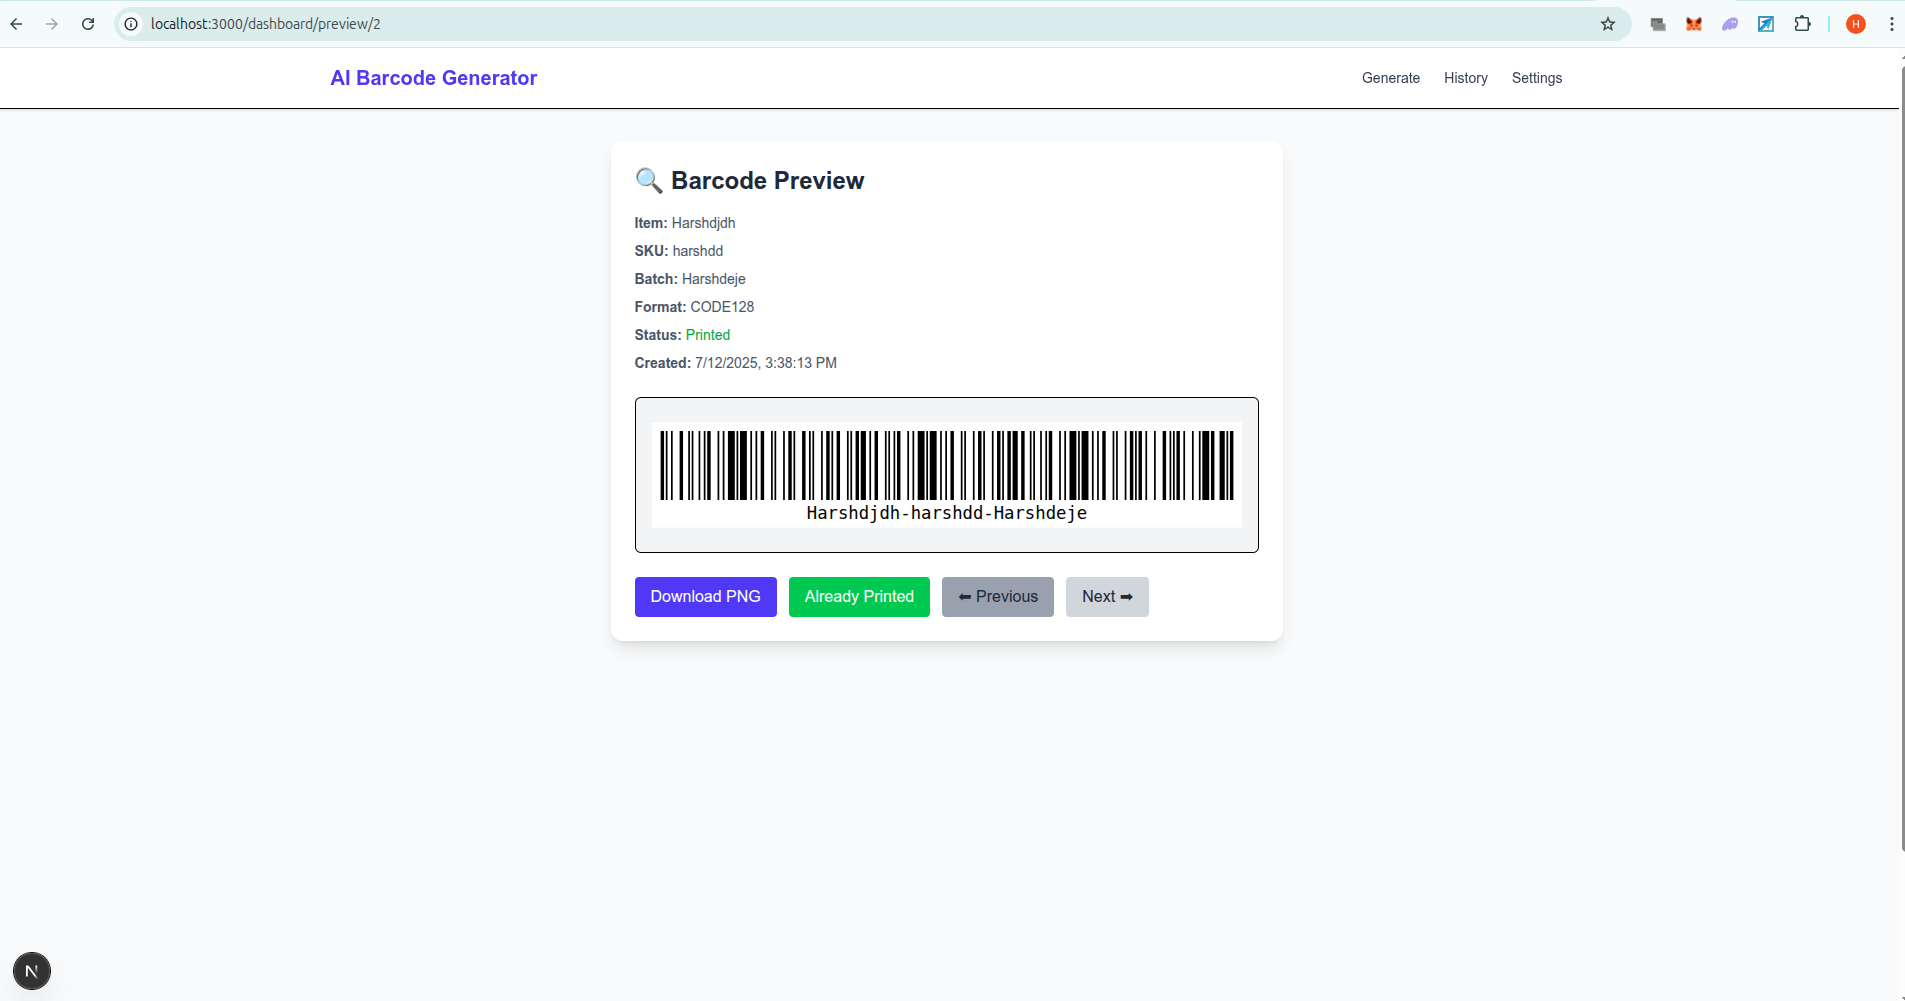 localhost:3000/dashboard/preview/2
H
AI Barcode Generator
Generate History Settings
🔍 Barcode Preview
Item: Harshdjdh
SKU: harshdd
Batch: Harshdeje
Format: CODE128
Status: Printed
Created: 7/12/2025, 3:38:13 PM
Harshdjdh-harshdd-Harshdeje
Download PNG Already Printed ⬅ Previous Next ➡
N